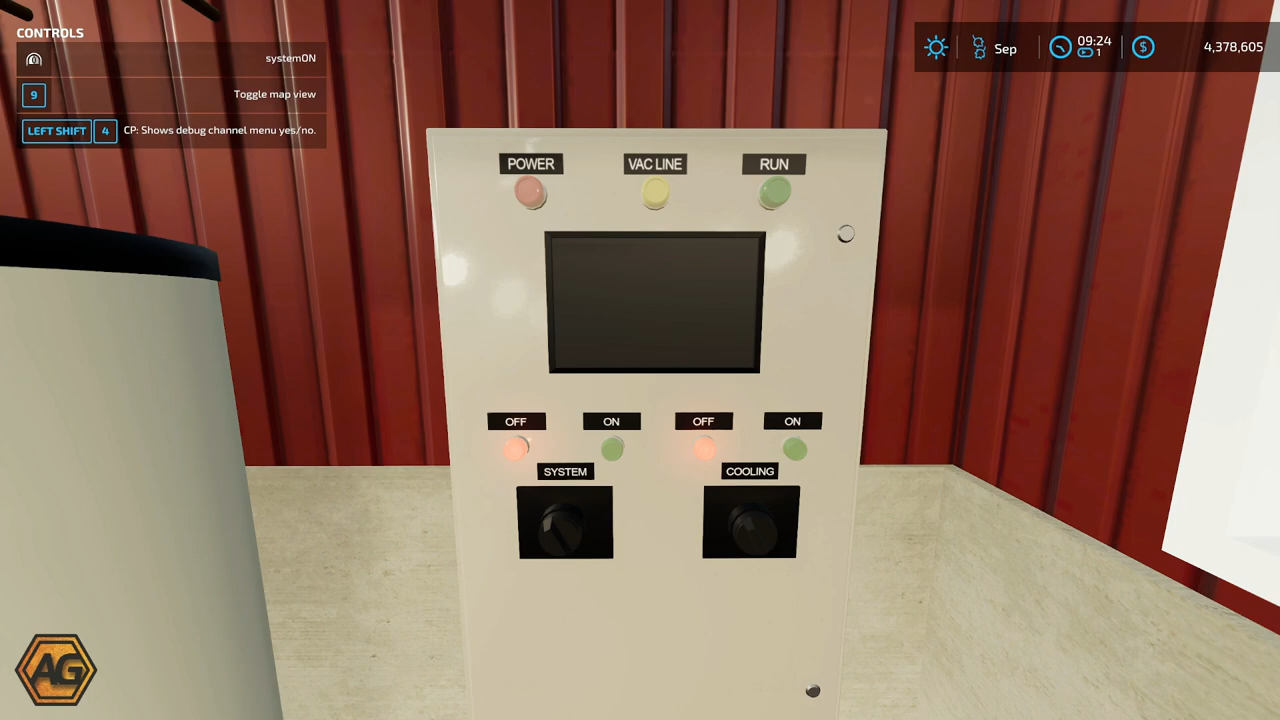 CONTROLS
systemON
9
Toggle map view
LEFT SHIFT 4 CP: Shows debug channel menu yes/no.
Sep
09:24
1
$
4,378,605
POWER
VAC LINE
RUN
OFF
ON
OFF
ON
SYSTEM
COOLING
AG